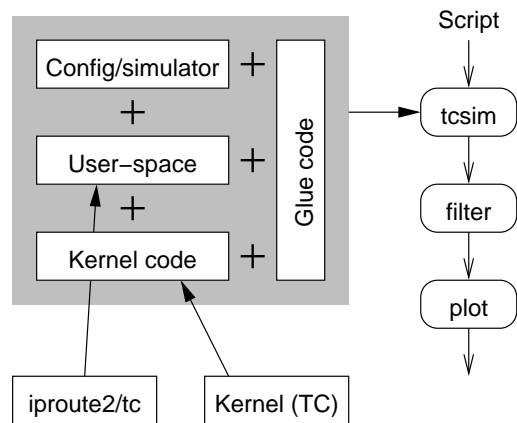 Script
Config/simulator
+
+
tcsim
User−space
+
Glue code
+
filter
Kernel code
+
plot
iproute2/tc
Kernel (TC)